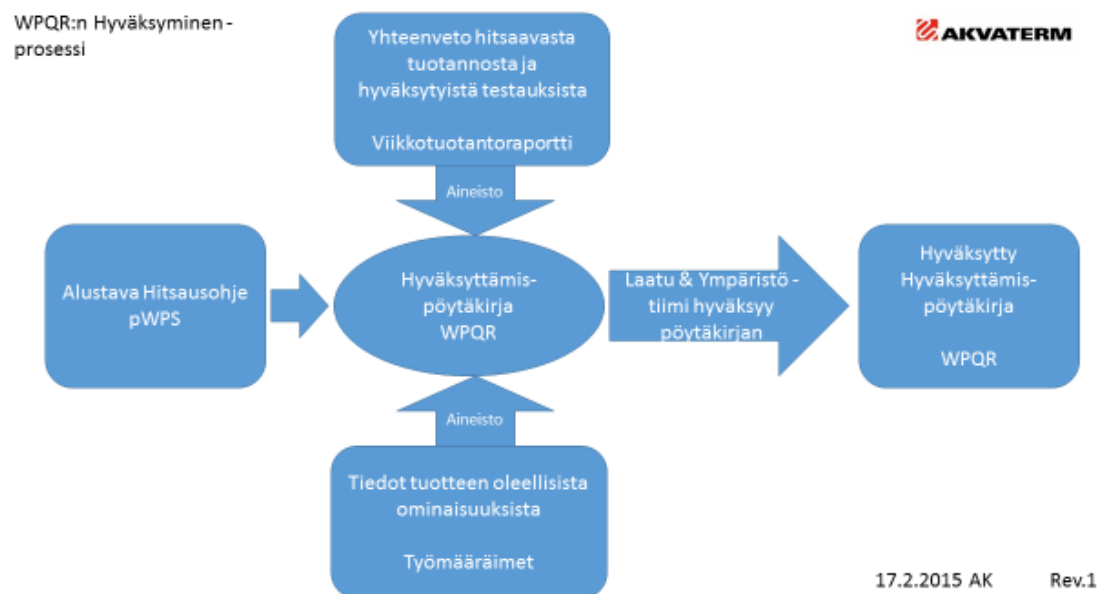 WPQR:n Hyväksyminen -
prosessi
AKVATERM
Yhteenveto hitsaavasta
tuotannosta ja
hyväksytyistä testauksista
Viikkotuotantoraportti
Aineisto
Alustava Hitsausohje
pWPS
Hyväksyttämis-
pöytäkirja
WPQR
Laatu & Ympäristö -
tiimi hyväksyy
pöytäkirjan
Hyväksytty
Hyväksyttämis-
pöytäkirja
WPQR
Aineisto
Tiedot tuotteen oleellisista
ominaisuuksista
Työmääräimet
17.2.2015 AK Rev.1